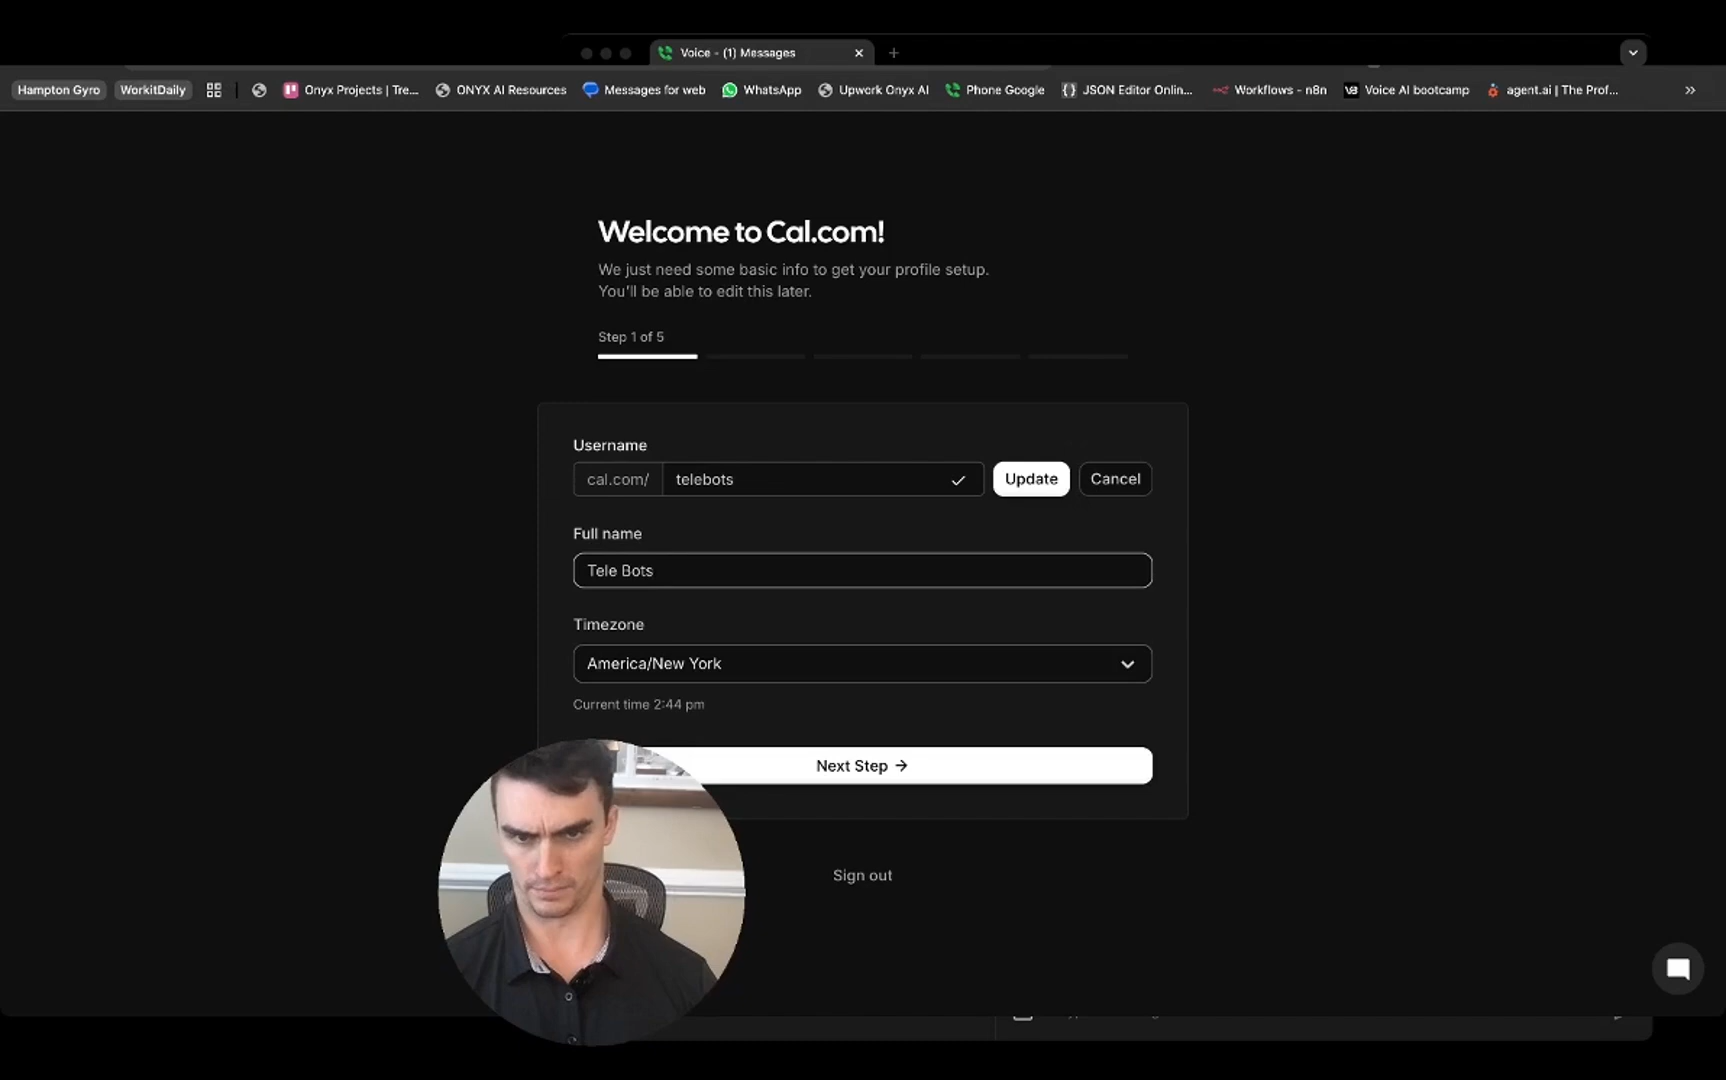 Voice - (1) Messages
Hampton Gyro
WorkitDaily
Onyx Projects | Tre...
ONYX AI Resources
Messages for web
WhatsApp
Upwork Onyx AI
Phone Google
JSON Editor Onlin...
Workflows - n8n
VB
Voice AI bootcamp
agent.ai | The Prof...
Welcome to Cal.com!
We just need some basic info to get your profile setup.
You'll be able to edit this later.
Step 1 of 5
Username
cal.com/ telebots
Update
Cancel
Full name
Tele Bots
Timezone
America/New York
Current time 2:44 pm
Next Step →
Sign out